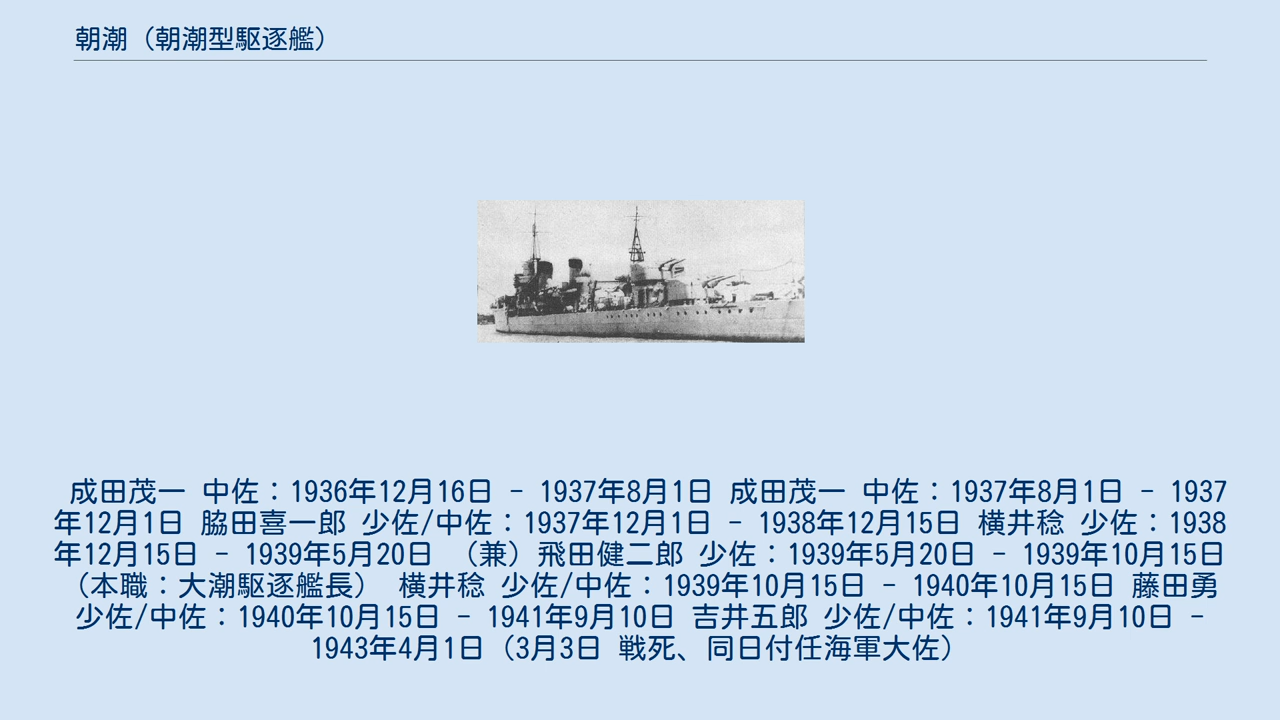 朝潮（朝潮型駆逐艦）
成田茂一 中佐：1936年12月16日 - 1937年8月1日 成田茂一 中佐：1937年8月1日 - 1937
年12月1日 脇田喜一郎 少佐/中佐：1937年12月1日 - 1938年12月15日 横井稔 少佐：1938
年12月15日 - 1939年5月20日 （兼）飛田健二郎 少佐：1939年5月20日 - 1939年10月15日
（本職：大潮駆逐艦長） 横井稔 少佐/中佐：1939年10月15日 - 1940年10月15日 藤田勇
少佐/中佐：1940年10月15日 - 1941年9月10日 吉井五郎 少佐/中佐：1941年9月10日 -
1943年4月1日（3月3日 戦死、同日付任海軍大佐）